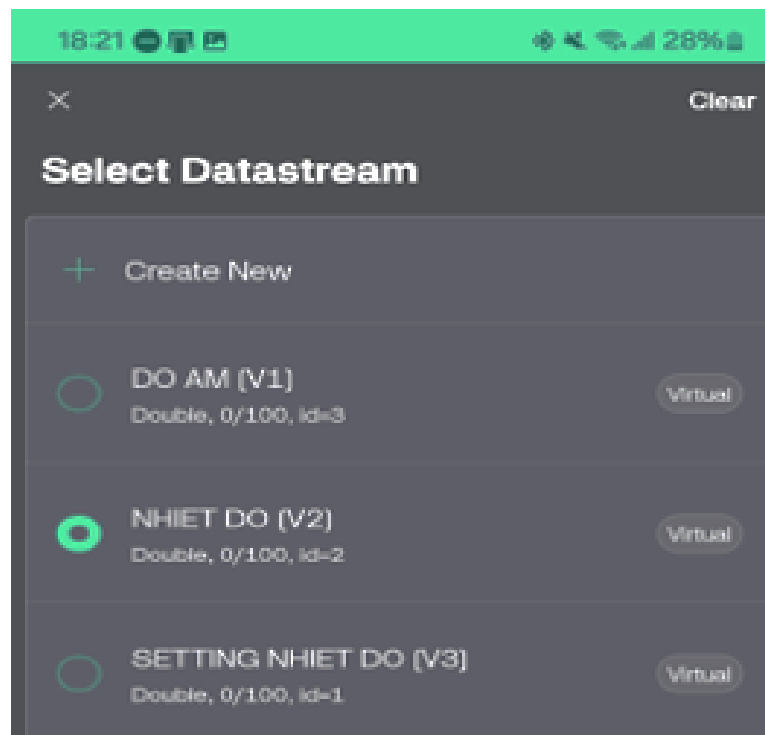 18:21 28%
Clear
Select Datastream
Create New
DO AM (V1)
Double, 0/100, id=3
Virtual
NHIET DO (V2)
Double, 0/100, id=2
Virtual
SETTING NHIET DO (V3)
Double, 0/100, id=1
Virtual